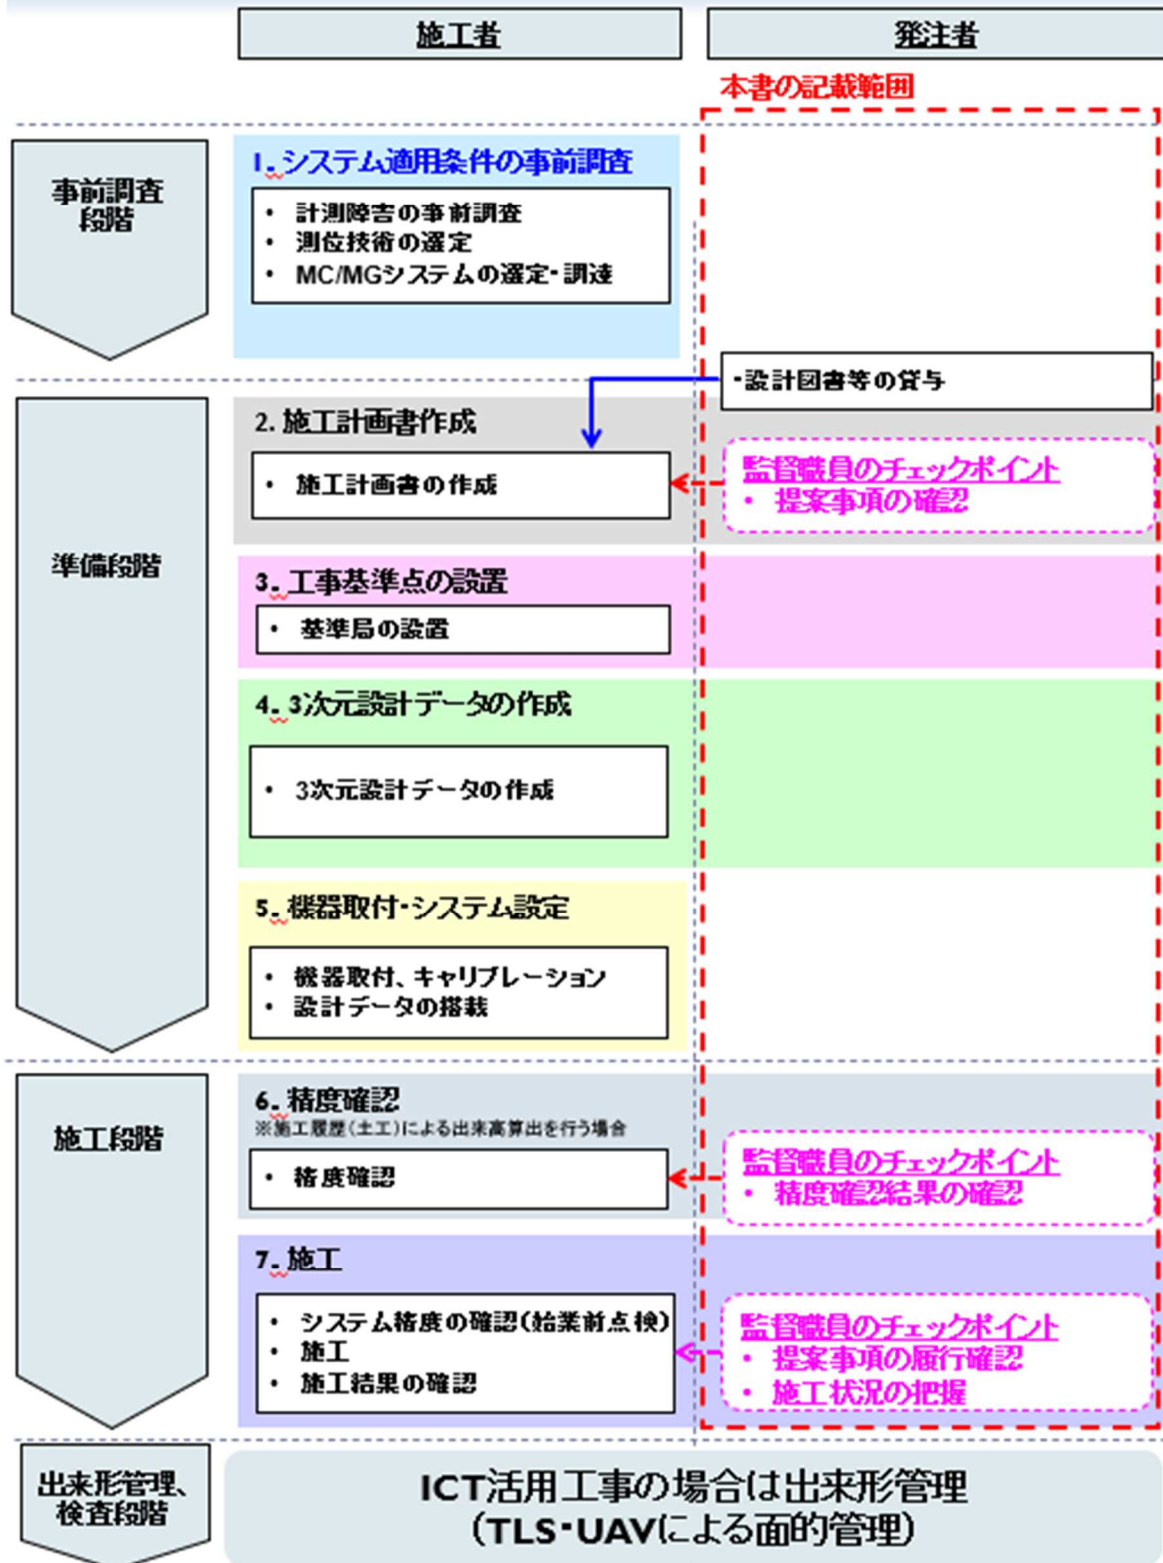 施工者
発注者
本書の記載範囲
事前調査
段階
1. システム適用条件の事前調査
・ 計測障害の事前調査
・ 測位技術の選定
・ MC/MGシステムの選定・調達
・設計図書等の貸与
準備段階
2. 施工計画書作成
・ 施工計画書の作成
監督職員のチェックポイント
・ 提案事項の確認
3. 工事基準点の設置
・ 基準局の設置
4. 3次元設計データの作成
・ 3次元設計データの作成
5. 機器取付・システム設定
・ 機器取付、キャリブレーション
・ 設計データの搭載
施工段階
6. 精度確認
※施工履歴(土工)による出来高算出を行う場合
・ 精度確認
監督職員のチェックポイント
・ 精度確認結果の確認
7. 施工
・ システム精度の確認(始業前点検)
・ 施工
・ 施工結果の確認
監督職員のチェックポイント
・ 提案事項の履行確認
・ 施工状況の把握
出来形管理、
検査段階
ICT活用工事の場合は出来形管理
(TLS・UAVによる面的管理)